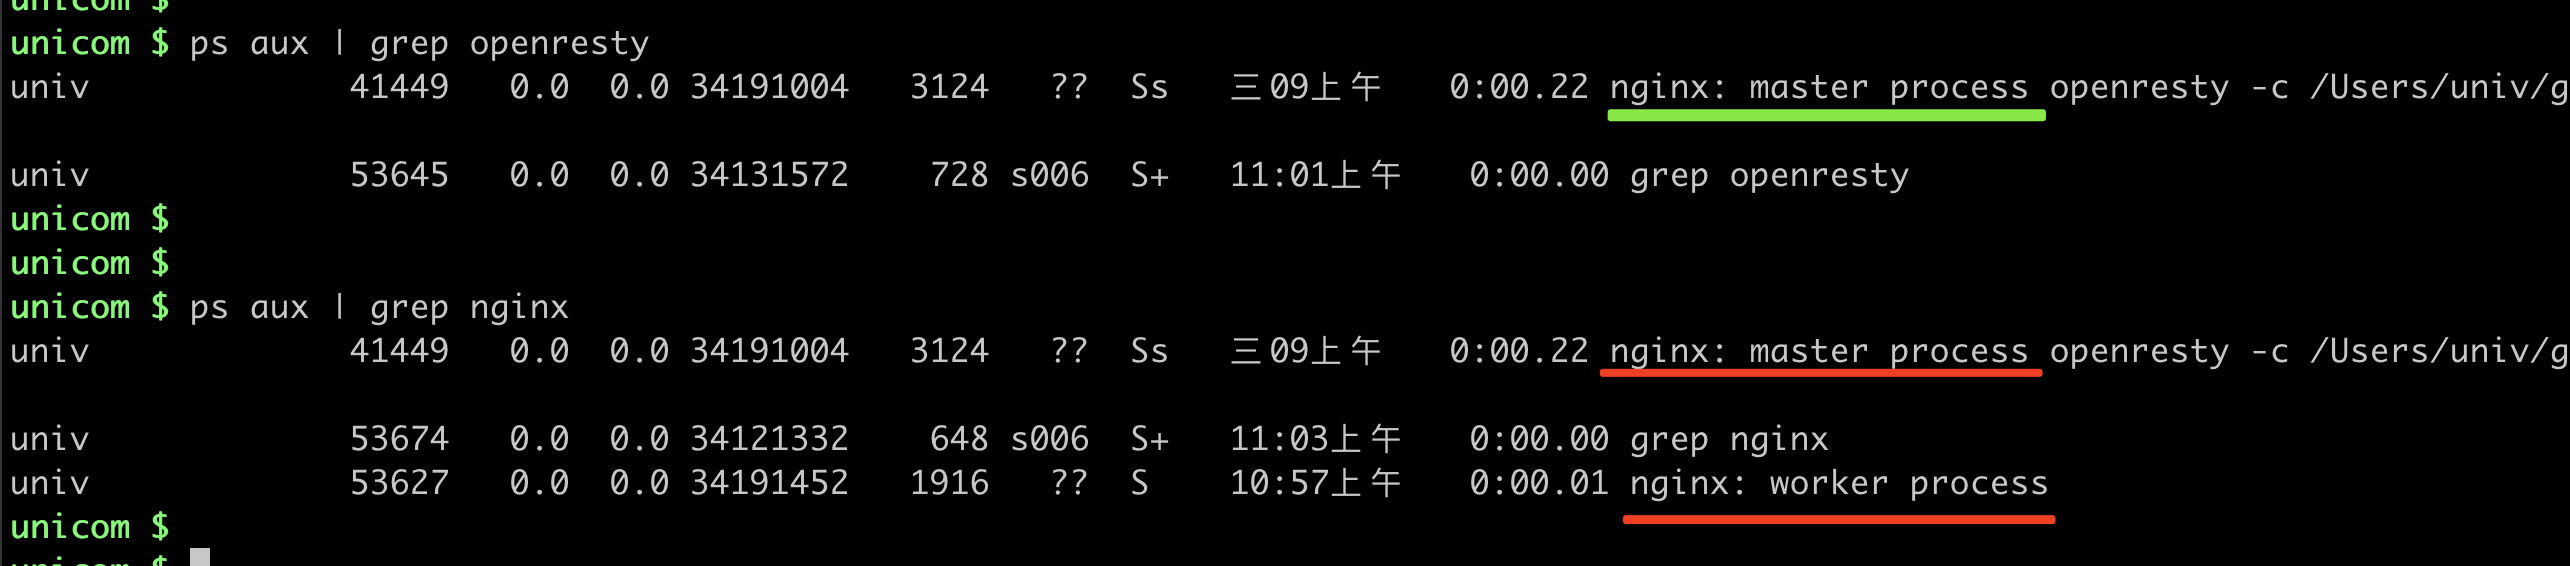 unicom $
unicom $ ps aux | grep openresty
univ 41449 0.0 0.0 34191004 3124 ?? Ss 三09上午 0:00.22 nginx: master process openresty -c /Users/univ/g
univ 53645 0.0 0.0 34131572 728 s006 S+ 11:01上午 0:00.00 grep openresty
unicom $
unicom $
unicom $ ps aux | grep nginx
univ 41449 0.0 0.0 34191004 3124 ?? Ss 三09上午 0:00.22 nginx: master process openresty -c /Users/univ/g
univ 53674 0.0 0.0 34121332 648 s006 S+ 11:03上午 0:00.00 grep nginx
univ 53627 0.0 0.0 34191452 1916 ?? S 10:57上午 0:00.01 nginx: worker process
unicom $
unicom $